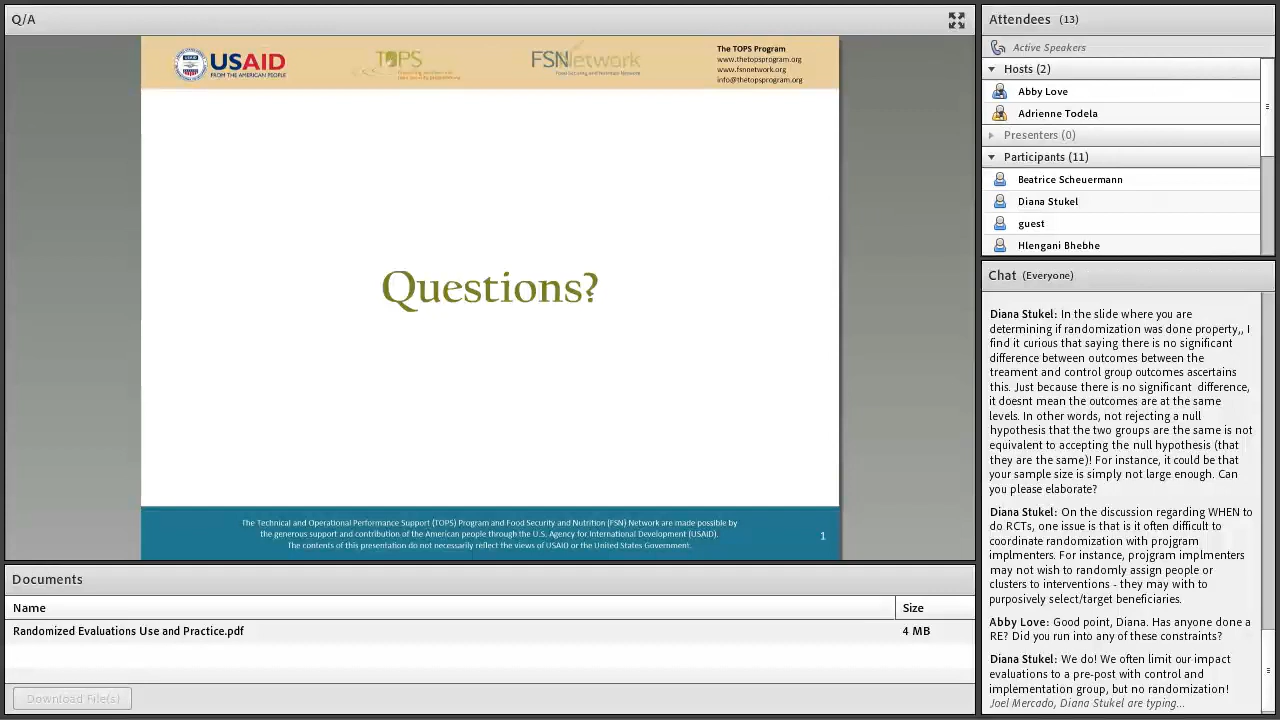 Q/A
USAID
FROM THE AMERICAN PEOPLE
TOPS
FSNetwork
Food Security and Nutrition Network
The TOPS Program
www.thetopsprogram.org
www.fsnnetwork.org
info@thetopsprogram.org
Questions?
The Technical and Operational Performance Support (TOPS) Program and Food Security and Nutrition (FSN) Network are made possible by
the generous support and contribution of the American people through the U.S. Agency for International Development (USAID).
The contents of this presentation do not necessarily reflect the views of USAID or the United States Government.
1
Documents
Name
Size
Randomized Evaluations Use and Practice.pdf
4 MB
Download File(s)
Attendees (13)
Active Speakers
Hosts (2)
Abby Love
Adrienne Todela
Presenters (0)
Participants (11)
Beatrice Scheuermann
Diana Stukel
guest
Hlengani Bhebhe
Chat (Everyone)
Diana Stukel: In the slide where you are
determining if randomization was done property,, I
find it curious that saying there is no significant
difference between outcomes between the
treament and control group outcomes ascertains
this. Just because there is no significant difference,
it doesnt mean the outcomes are at the same
levels. In other words, not rejecting a null
hypothesis that the two groups are the same is not
equivalent to accepting the null hypothesis (that
they are the same)! For instance, it could be that
your sample size is simply not large enough. Can
you please elaborate?
Diana Stukel: On the discussion regarding WHEN to
do RCTs, one issue is that is it often difficult to
coordinate randomization with program
implmenters. For instance, projgram implmenters
may not wish to randomly assign people or
clusters to interventions - they may with to
purposively select/target beneficiaries.
Abby Love: Good point, Diana. Has anyone done a
RE? Did you run into any of these constraints?
Diana Stukel: We do! We often limit our impact
evaluations to a pre-post with control and
implementation group, but no randomization!
Joel Mercado, Diana Stukel are typing...